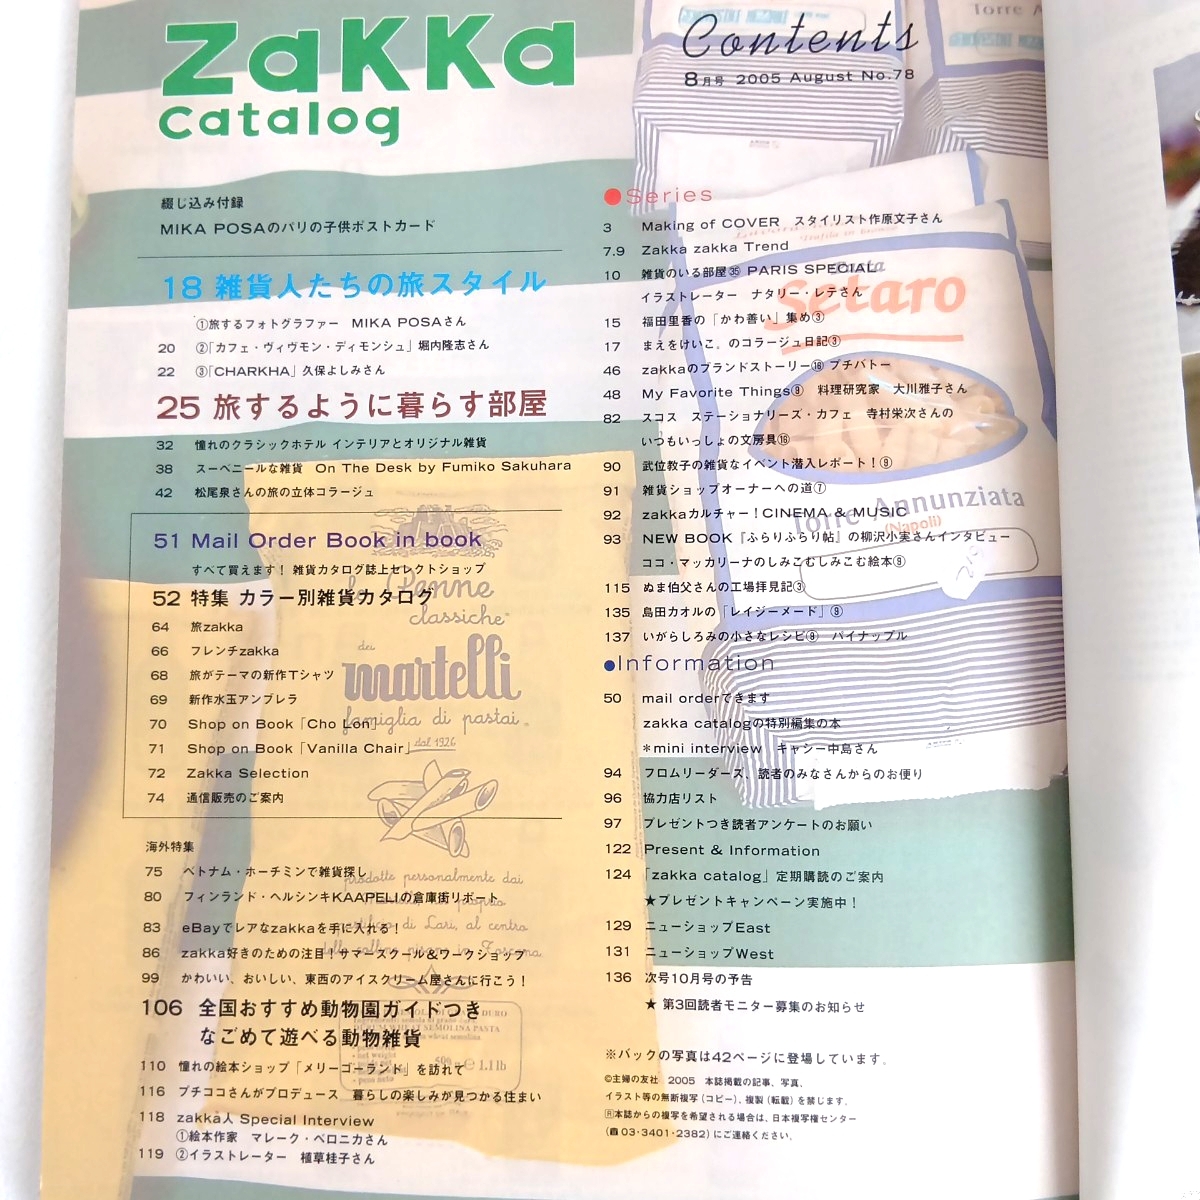 ZaKKa
catalog
Contents
8月号 2005 August No.78
綴じ込み付録
MIKA POSAのパリの子供ポストカード
18 雑貨人たちの旅スタイル
①旅するフォトグラファー MIKA POSAさん
20 ②「カフェ・ヴィヴモン・ディモンシュ」堀内隆志さん
22 ③「CHARKHA」久保よしみさん
25 旅するように暮らす部屋
32 憧れのクラシックホテル インテリアとオリジナル雑貨
38 スーベニールな雑貨 On The Desk by Fumiko Sakuhara
42 松尾泉さんの旅の立体コラージュ
51 Mail Order Book in book
すべて買えます! 雑貨カタログ誌上セレクトショップ
52 特集 カラー別雑貨カタログ
64 旅zakka
66 フレンチzakka
68 旅がテーマの新作Tシャツ
69 新作水玉アンブレラ
70 Shop on Book「Cho Lon」
71 Shop on Book「Vanilla Chair」
72 Zakka Selection
74 通信販売のご案内
海外特集
75 ベトナム・ホーチミンで雑貨探し
80 フィンランド・ヘルシンキKAAPELIの倉庫街リポート
83 eBayでレアなzakkaを手に入れる!
86 zakka好きのための注目!サマースクール&ワークショップ
99 かわいい、おいしい、東西のアイスクリーム屋さんに行こう!
106 全国おすすめ動物園ガイドつき
なごめて遊べる動物雑貨
110 憧れの絵本ショップ「メリーゴーランド」を訪れて
116 プチココさんがプロデュース 暮らしの楽しみが見つかる住まい
118 zakka人 Special Interview
①絵本作家 マレーク・ベロニカさん
119 ②イラストレーター 植草桂子さん
●Series
3 Making of COVER スタイリスト作原文子さん
7.9 Zakka zakka Trend
10 雑貨のいる部屋㉟ PARIS SPECIAL
イラストレーター ナタリー・レテさん
15 福田里香の「かわ善い」集め③
17 まえをけいこ。のコラージュ日記③
46 zakkaのブランドストーリー⑱ プチバトー
48 My Favorite Things⑨ 料理研究家 大川雅子さん
82 スコス ステーショナリーズ・カフェ 寺村栄次さんの
いつもいっしょの文房具⑯
90 武位教子の雑貨なイベント潜入レポート!⑨
91 雑貨ショップオーナーへの道⑦
92 zakkaカルチャー!CINEMA & MUSIC
93 NEW BOOK『ふらりふらり帖』の柳沢小実さんインタビュー
ココ・マッカリーナのしみこむしみこむ絵本⑨
115 ぬま伯父さんの工場拝見記③
135 島田カオルの「レイジーメード」⑨
137 いがらしろみの小さなレシピ⑨ パイナップル
●Information
50 mail orderできます
zakka catalogの特別編集の本
*mini interview キャシー中島さん
94 フロムリーダーズ、読者のみなさんからのお便り
96 協力店リスト
97 プレゼントつき読者アンケートのお願い
122 Present & Information
124 「zakka catalog」定期購読のご案内
★プレゼントキャンペーン実施中!
129 ニューショップEast
131 ニューショップWest
136 次号10月号の予告
★ 第3回読者モニター募集のお知らせ
※バックの写真は42ページに登場しています。
©主婦の友社 2005 本誌掲載の記事、写真、
イラスト等の無断複写(コピー)、複製(転載)を禁じます。
Ⓡ本誌からの複写を希望される場合は、日本複写権センター
(☎03・3401・2382)にご連絡ください。
Pasta
Setaro
Torre Annunziata
(Napoli)
le Penne
classiche
dei
martelli
famiglia di pastai
dal 1926
prodotte personalmente dai
di Lari, al centro
in Toscana
DURUM WHEAT SEMOLINA PASTA
500 g e 1.1 lb